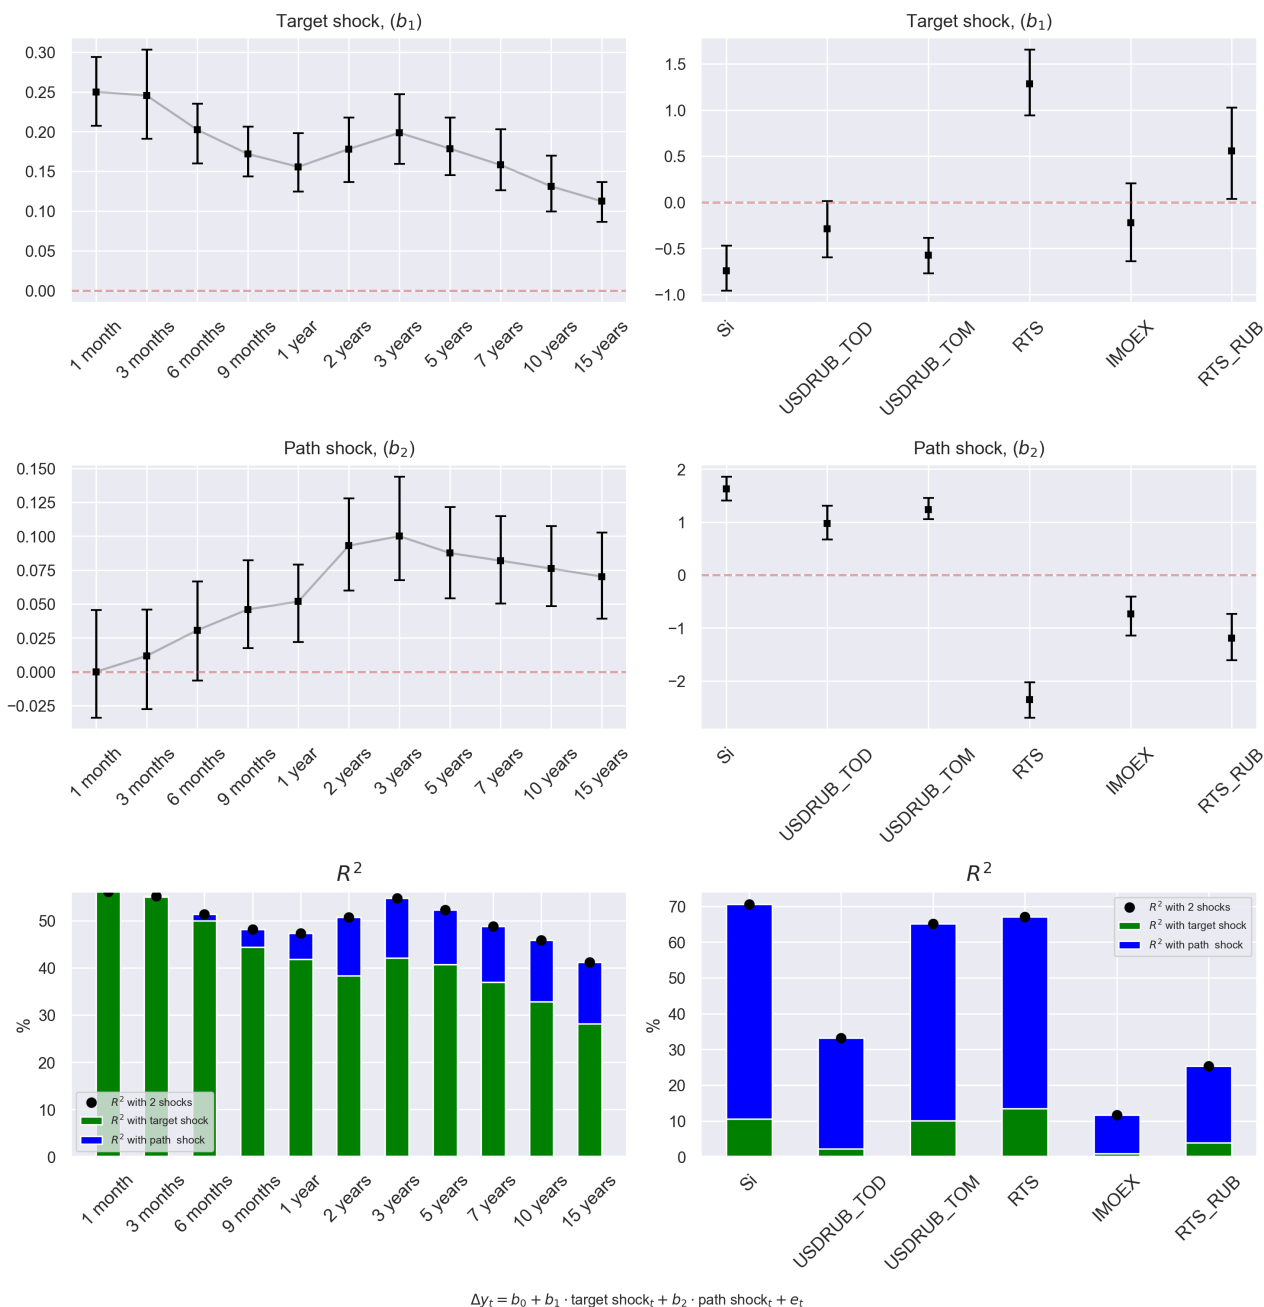 Target shock, (b₁)
0.30
0.25
0.20
0.15
0.10
0.05
0.00
1 month
3 months
6 months
9 months
1 year
2 years
3 years
5 years
7 years
10 years
15 years
Target shock, (b₁)
1.5
1.0
0.5
0.0
−0.5
−1.0
Si
USDRUB_TOD
USDRUB_TOM
RTS
IMOEX
RTS_RUB
Path shock, (b₂)
0.150
0.125
0.100
0.075
0.050
0.025
0.000
−0.025
1 month
3 months
6 months
9 months
1 year
2 years
3 years
5 years
7 years
10 years
15 years
Path shock, (b₂)
2
1
0
−1
−2
Si
USDRUB_TOD
USDRUB_TOM
RTS
IMOEX
RTS_RUB
R²
%
50
40
30
20
10
0
R² with 2 shocks
R² with target shock
R² with path shock
1 month
3 months
6 months
9 months
1 year
2 years
3 years
5 years
7 years
10 years
15 years
R²
%
70
60
50
40
30
20
10
0
R² with 2 shocks
R² with target shock
R² with path shock
Si
USDRUB_TOD
USDRUB_TOM
RTS
IMOEX
RTS_RUB
Δyₜ = b₀ + b₁ · target shockₜ + b₂ · path shockₜ + eₜ